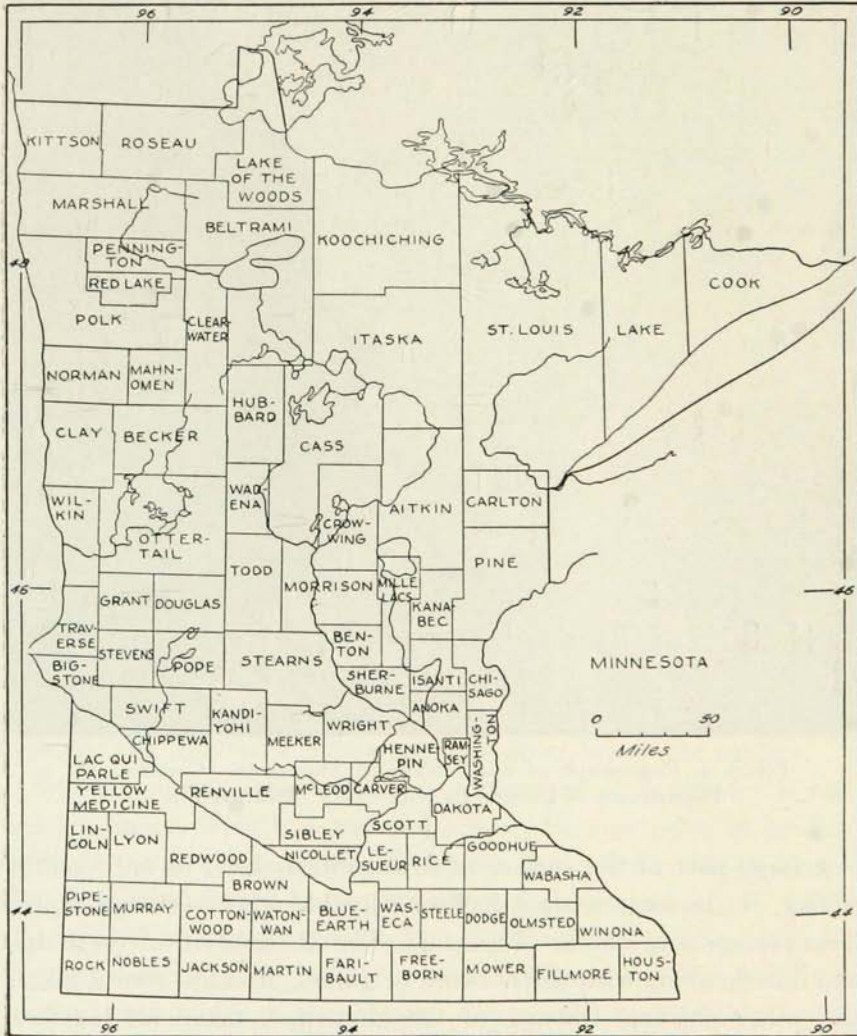 96 94 92 90
KITTSON
ROSEAU
LAKE
OF THE
WOODS
MARSHALL
BELTRAMI
KOOCHICHING
PENNING-
TON
48
RED LAKE
COOK
POLK
CLEAR-
WATER
ITASKA
ST. LOUIS
LAKE
NORMAN
MAHN-
OMEN
HUB-
BARD
CLAY
BECKER
CASS
WIL-
KIN
WAD-
ENA
AITKIN
CARLTON
OTTER-
TAIL
CROW-
WING
PINE
TODD
MORRISON
MILLE
LACS
46
46
GRANT
DOUGLAS
KANA-
BEC
TRAV-
ERSE
STEVENS
POPE
STEARNS
BEN-
TON
BIG-
STONE
SHER-
BURNE
ISANTI
CHI-
SAGO
MINNESOTA
SWIFT
KANDI-
YOHI
ANOKA
WASHING-
TON
0 50
Miles
CHIPPEWA
MEEKER
WRIGHT
HENNE-
PIN
RAM-
SEY
LAC QUI
PARLE
YELLOW
MEDICINE
RENVILLE
McLEOD
CARVER
DAKOTA
LIN-
COLN
LYON
SIBLEY
SCOTT
REDWOOD
NICOLLET
LE-
SUEUR
RICE
GOODHUE
WABASHA
BROWN
44
44
PIPE-
STONE
MURRAY
COTTON-
WOOD
WATON-
WAN
BLUE-
EARTH
WAS-
ECA
STEELE
DODGE
OLMSTED
WINONA
ROCK
NOBLES
JACKSON
MARTIN
FARI-
BAULT
FREE-
BORN
MOWER
FILLMORE
HOUS-
TON
96 94 92 90